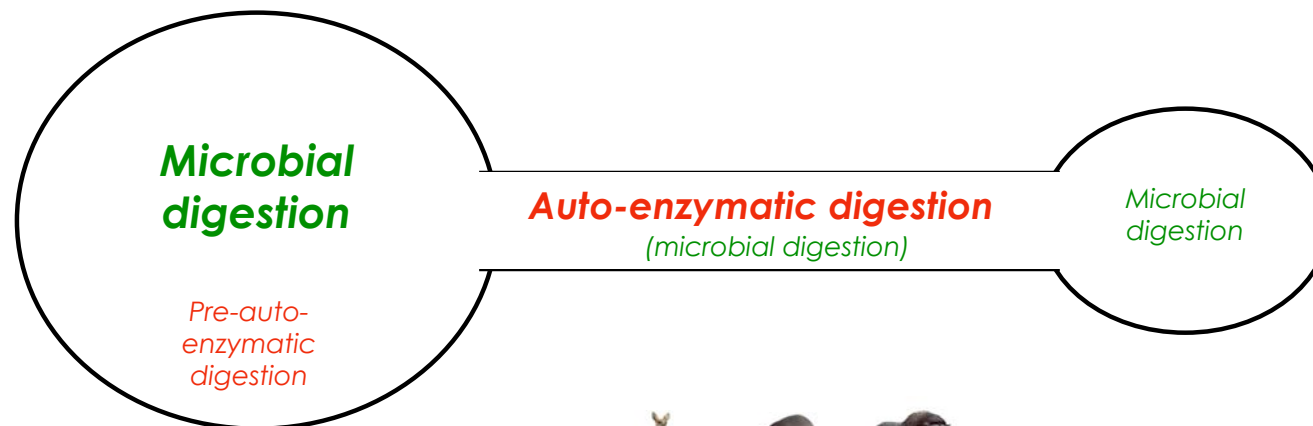 Microbial
digestion
Pre-auto-
enzymatic
digestion
Auto-enzymatic digestion
(microbial digestion)
Microbial
digestion